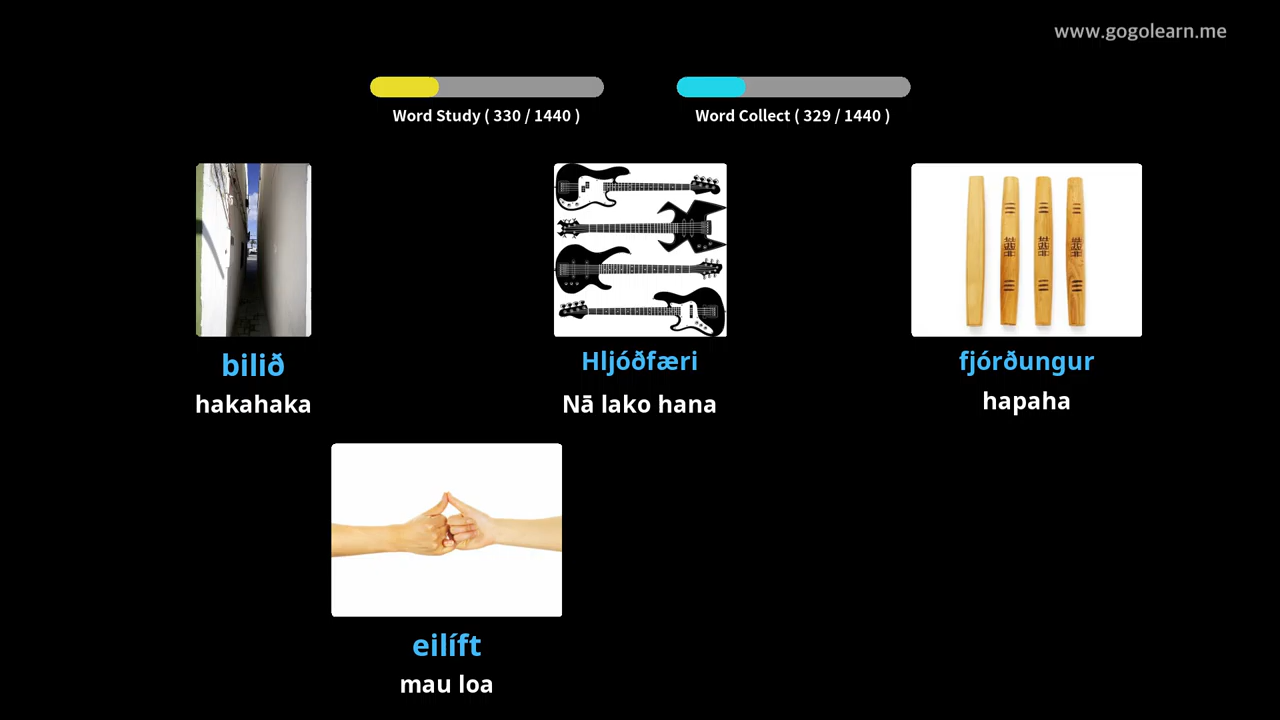 www.gogolearn.me
Word Study ( 330 / 1440 )
Word Collect ( 329 / 1440 )
bilið
hakahaka
Hljóðfæri
Nā lako hana
fjórðungur
hapaha
eilíft
mau loa